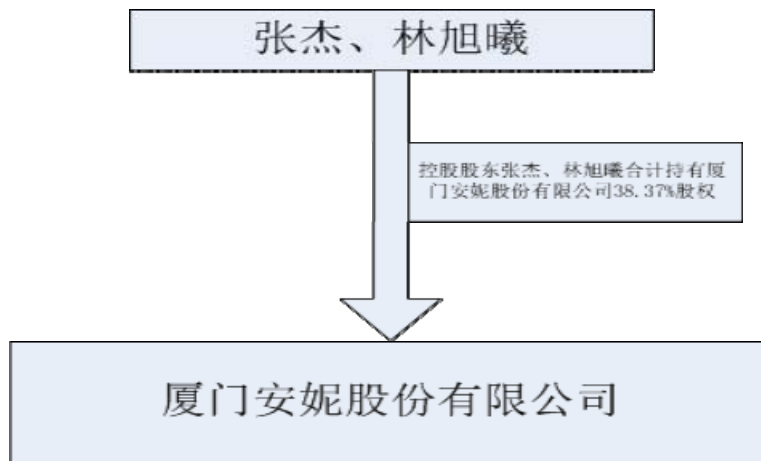 张杰、林旭曦
控股股东张杰、林旭曦合计持有厦
门安妮股份有限公司38.37%股权
厦门安妮股份有限公司